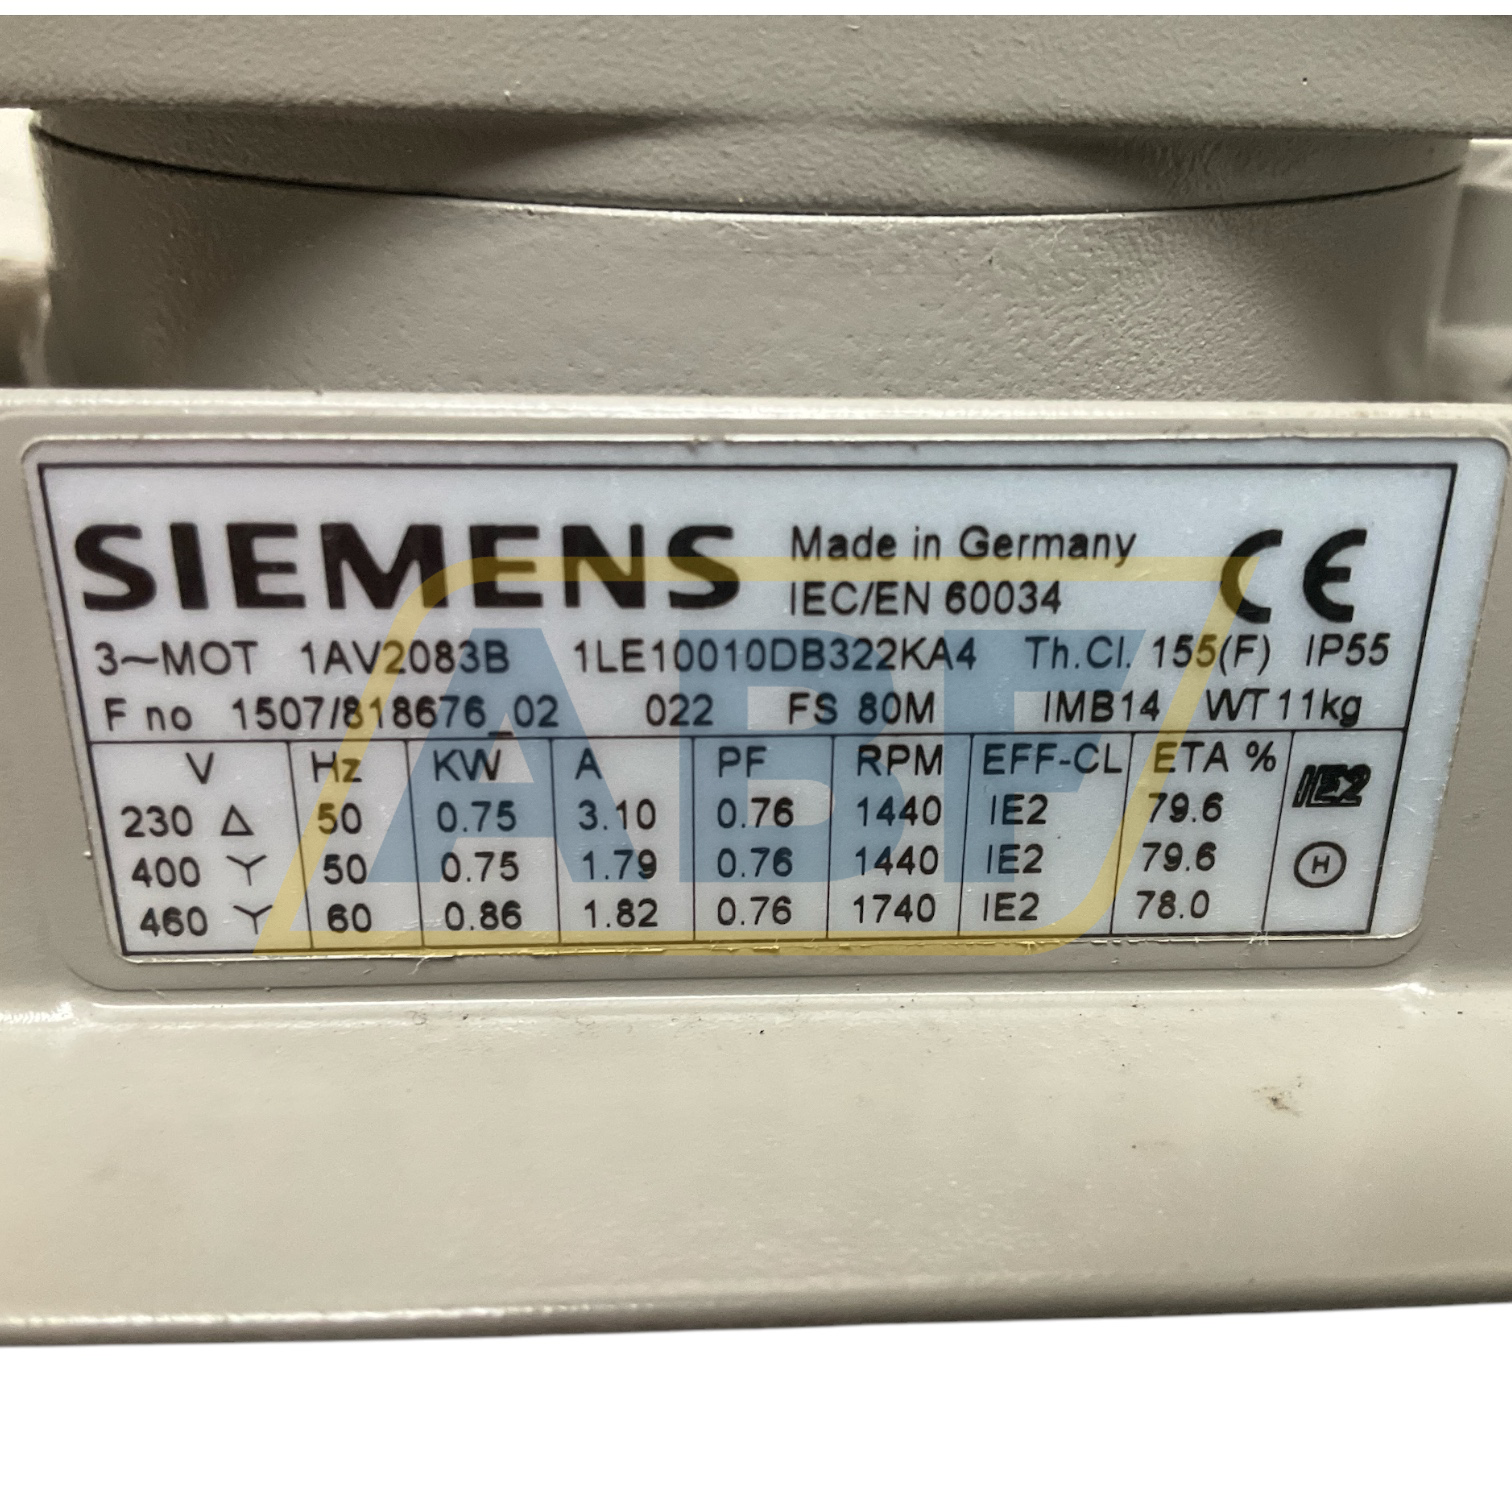 SIEMENS Made in Germany CE
IEC/EN 60034
3~MOT 1AV2083B 1LE10010DB322KA4 Th.Cl. 155(F) IP55
F no 1507/818676_02 022 FS 80M IMB14 WT 11kg
V Hz KW A PF RPM EFF-CL ETA % IE2
230 Δ 50 0.75 3.10 0.76 1440 IE2 79.6
400 Y 50 0.75 1.79 0.76 1440 IE2 79.6 H
460 Y 60 0.86 1.82 0.76 1740 IE2 78.0
ABF